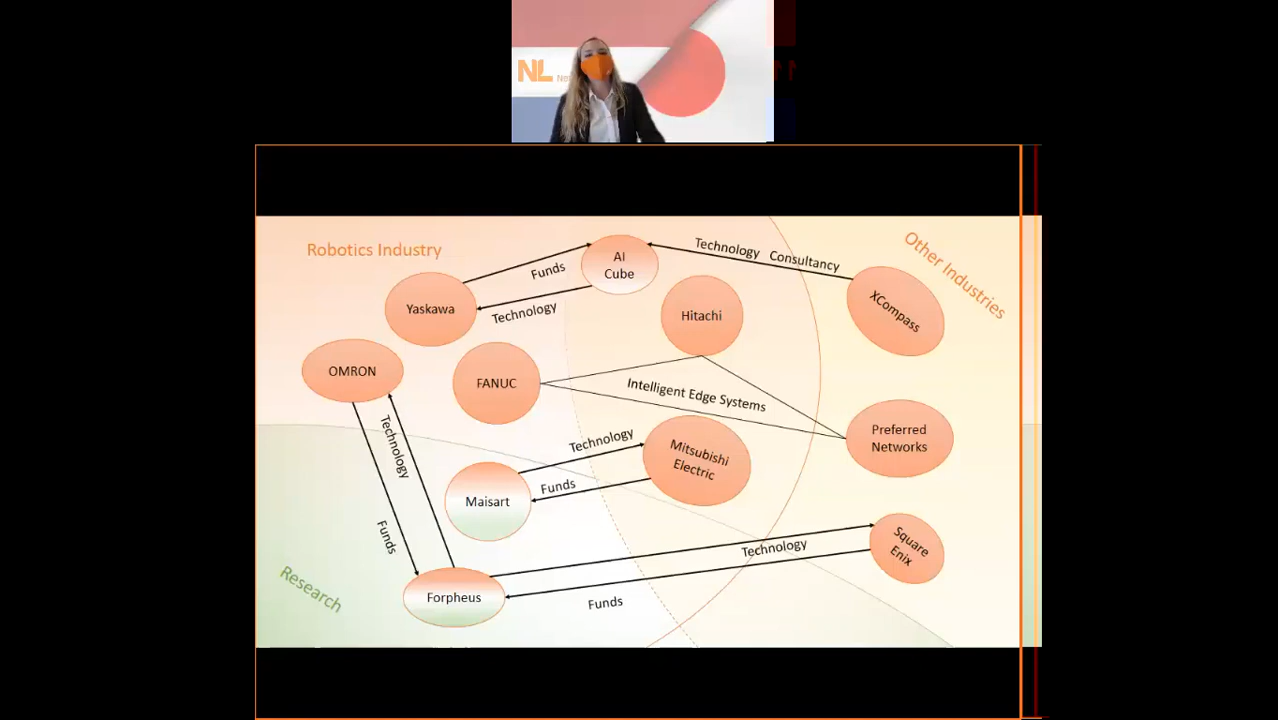 NL
Robotics Industry
Other Industries
AI
Cube
Technology Consultancy
Funds
Yaskawa
Technology
Hitachi
XCompass
OMRON
FANUC
Intelligent Edge Systems
Preferred
Networks
Technology
Technology
Mitsubishi
Electric
Funds
Maisart
Funds
Square
Enix
Technology
Research
Forpheus
Funds